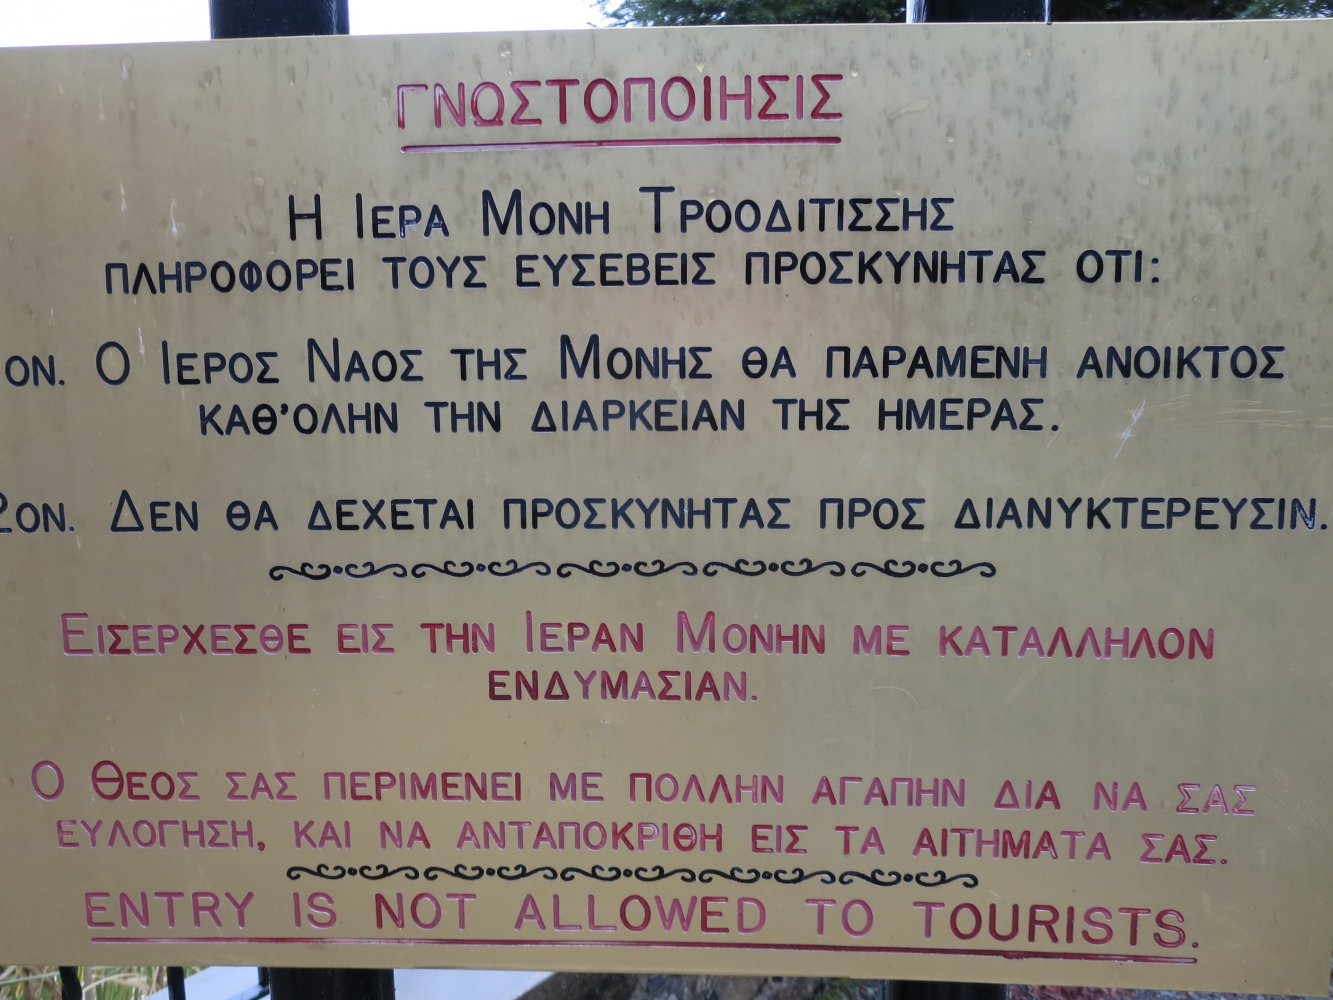 ΓΝΩΣΤΟΠΟΙΗΣΙΣ
Η ΙΕΡΑ ΜΟΝΗ ΤΡΟΟΔΙΤΙΣΣΗΣ
ΠΛΗΡΟΦΟΡΕΙ ΤΟΥΣ ΕΥΣΕΒΕΙΣ ΠΡΟΣΚΥΝΗΤΑΣ ΟΤΙ:
ΟΝ. Ο ΙΕΡΟΣ ΝΑΟΣ ΤΗΣ ΜΟΝΗΣ ΘΑ ΠΑΡΑΜΕΝΗ ΑΝΟΙΚΤΟΣ
ΚΑΘ'ΟΛΗΝ ΤΗΝ ΔΙΑΡΚΕΙΑΝ ΤΗΣ ΗΜΕΡΑΣ.
2ΟΝ. ΔΕΝ ΘΑ ΔΕΧΕΤΑΙ ΠΡΟΣΚΥΝΗΤΑΣ ΠΡΟΣ ΔΙΑΝΥΚΤΕΡΕΥΣΙΝ.
ΕΙΣΕΡΧΕΣΘΕ ΕΙΣ ΤΗΝ ΙΕΡΑΝ ΜΟΝΗΝ ΜΕ ΚΑΤΑΛΛΗΛΟΝ
ΕΝΔΥΜΑΣΙΑΝ.
Ο ΘΕΟΣ ΣΑΣ ΠΕΡΙΜΕΝΕΙ ΜΕ ΠΟΛΛΗΝ ΑΓΑΠΗΝ ΔΙΑ ΝΑ ΣΑΣ
ΕΥΛΟΓΗΣΗ, ΚΑΙ ΝΑ ΑΝΤΑΠΟΚΡΙΘΗ ΕΙΣ ΤΑ ΑΙΤΗΜΑΤΑ ΣΑΣ.
ENTRY IS NOT ALLOWED TO TOURISTS.